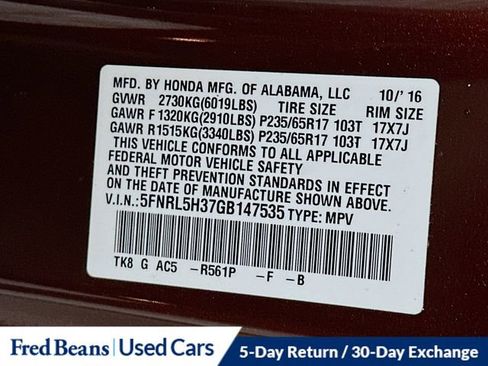 MFD. BY HONDA MFG. OF ALABAMA, LLC 10/'16
GVWR 2730KG(6019LBS) TIRE SIZE RIM SIZE
GAWR F 1320KG(2910LBS) P235/65R17 103T 17X7J
GAWR R1515KG(3340LBS) P235/65R17 103T 17X7J
THIS VEHICLE CONFORMS TO ALL APPLICABLE
FEDERAL MOTOR VEHICLE SAFETY
AND THEFT PREVENTION STANDARDS IN EFFECT
ON THE DATE OF MANUFACTURE SHOWN ABOVE.
V.I.N.:5FNRL5H37GB147535 TYPE: MPV
TK8 G AC5 -R561P -F -B
Fred Beans | Used Cars
5-Day Return / 30-Day Exchange